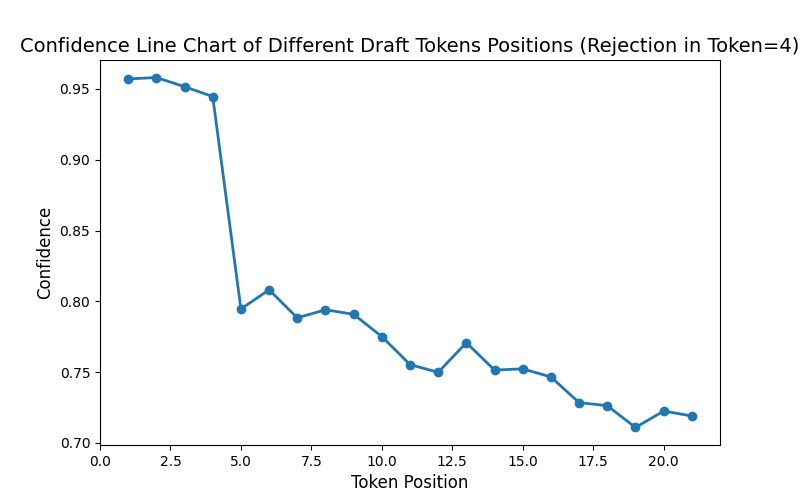 Confidence Line Chart of Different Draft Tokens Positions (Rejection in Token=4)
0.95
0.90
0.85
0.80
0.75
0.70
Confidence
0.0 2.5 5.0 7.5 10.0 12.5 15.0 17.5 20.0
Token Position